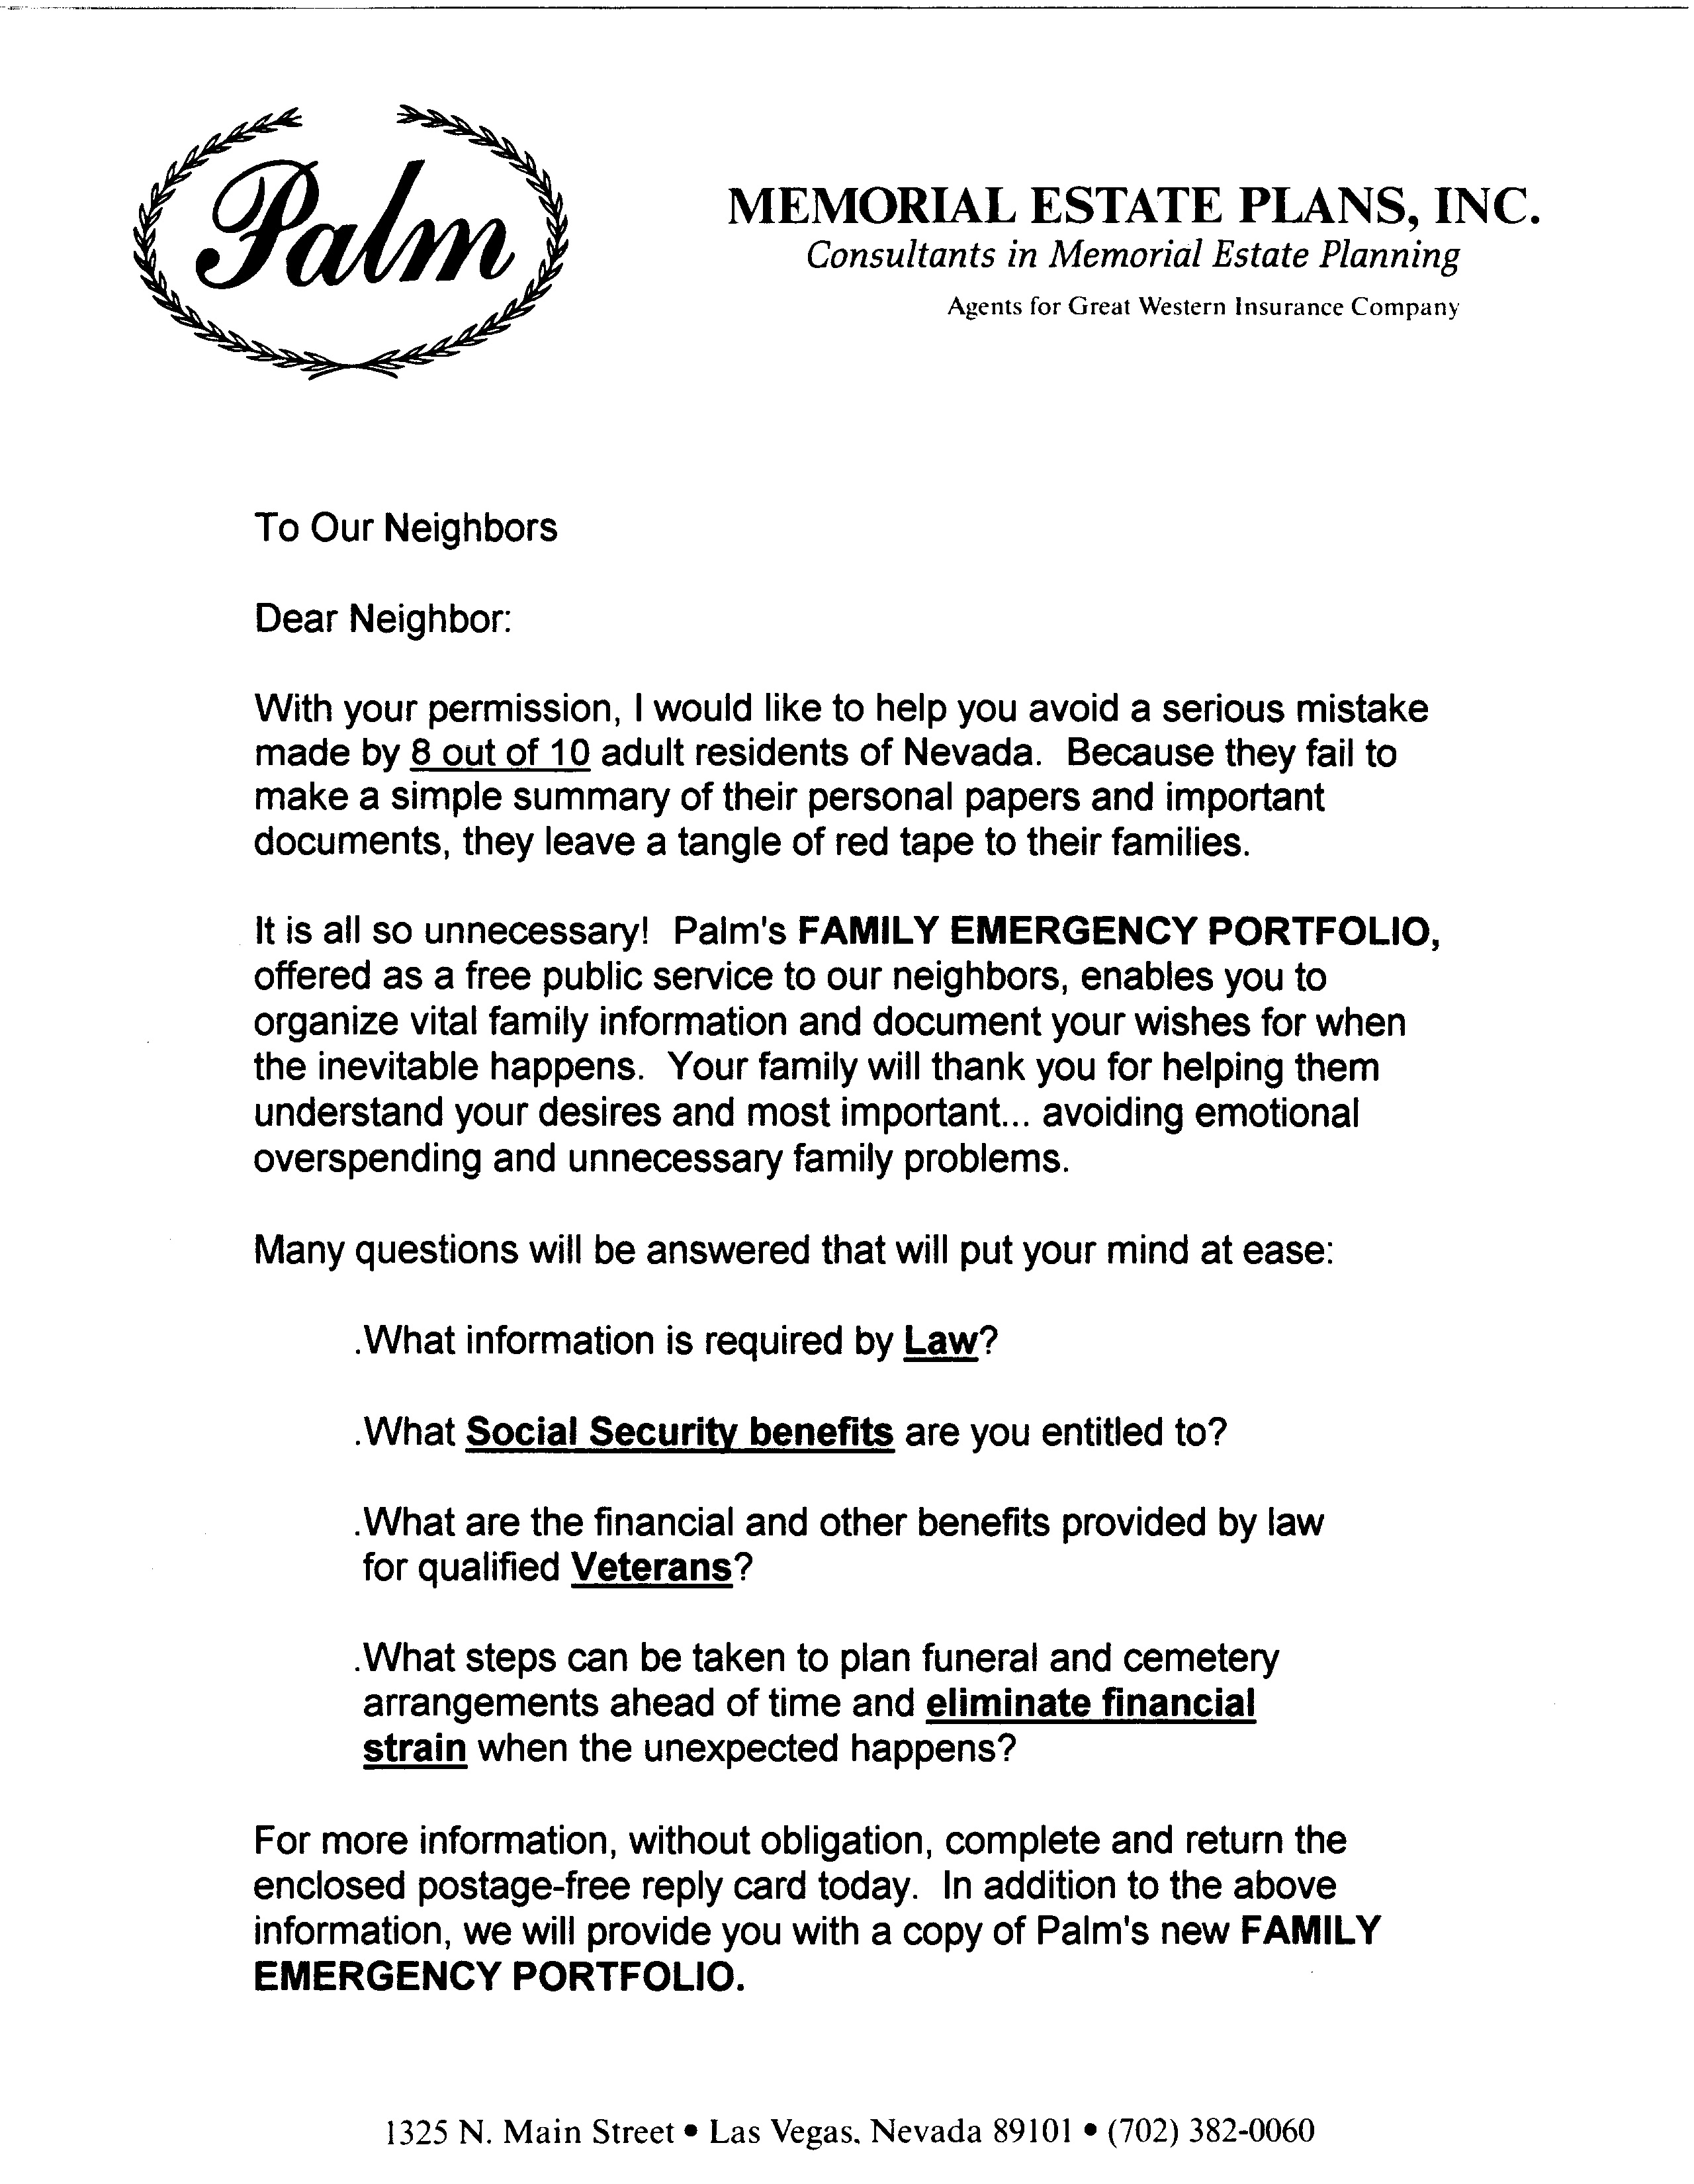 Palm
MEMORIAL ESTATE PLANS, INC.
Consultants in Memorial Estate Planning
Agents for Great Western Insurance Company
To Our Neighbors
Dear Neighbor:
With your permission, I would like to help you avoid a serious mistake
made by 8 out of 10 adult residents of Nevada.  Because they fail to
make a simple summary of their personal papers and important
documents, they leave a tangle of red tape to their families.
It is all so unnecessary!  Palm's FAMILY EMERGENCY PORTFOLIO,
offered as a free public service to our neighbors, enables you to
organize vital family information and document your wishes for when
the inevitable happens.  Your family will thank you for helping them
understand your desires and most important... avoiding emotional
overspending and unnecessary family problems.
Many questions will be answered that will put your mind at ease:
.What information is required by Law?
.What Social Security benefits are you entitled to?
.What are the financial and other benefits provided by law
for qualified Veterans?
.What steps can be taken to plan funeral and cemetery
arrangements ahead of time and eliminate financial
strain when the unexpected happens?
For more information, without obligation, complete and return the
enclosed postage-free reply card today.  In addition to the above
information, we will provide you with a copy of Palm's new FAMILY
EMERGENCY PORTFOLIO.
1325 N. Main Street • Las Vegas, Nevada 89101 • (702) 382-0060